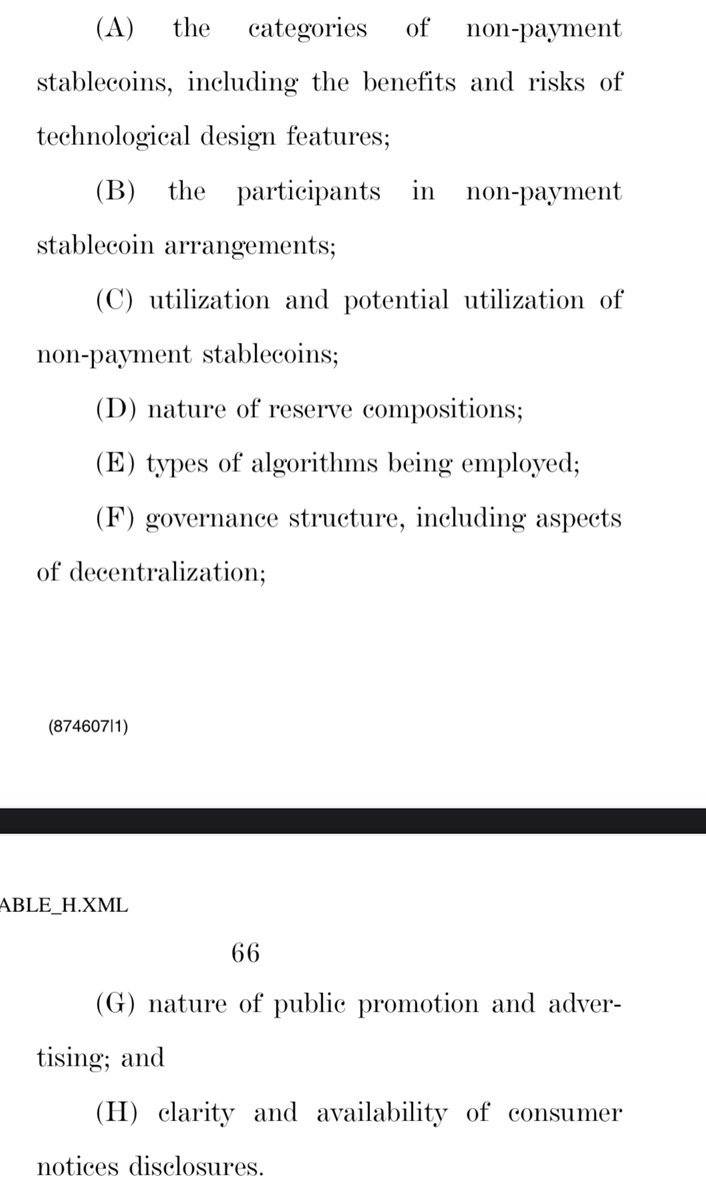 (A) the categories of non-payment
stablecoins, including the benefits and risks of
technological design features;
(B) the participants in non-payment
stablecoin arrangements;
(C) utilization and potential utilization of
non-payment stablecoins;
(D) nature of reserve compositions;
(E) types of algorithms being employed;
(F) governance structure, including aspects
of decentralization;
(874607|1)
ABLE_H.XML
66
(G) nature of public promotion and adver-
tising; and
(H) clarity and availability of consumer
notices disclosures.